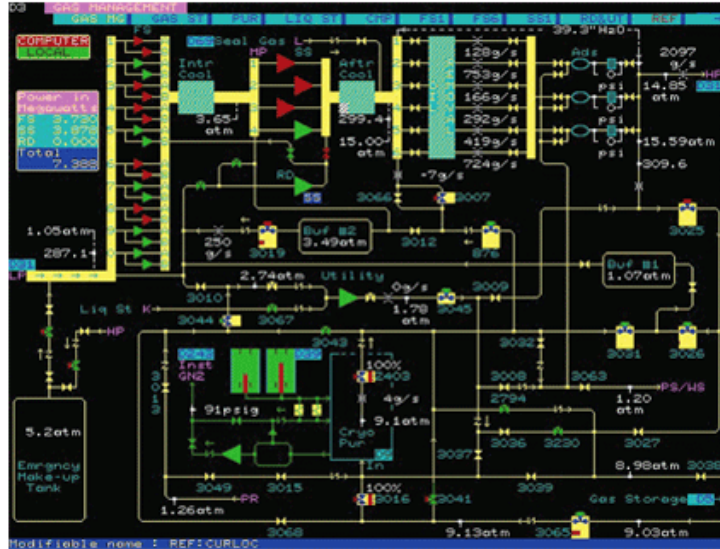 D3 GAS MANAGEMENT
GAS MG GAS ST PUR LIQ ST CMP FS1 FS6 SS1 RD&UT REF
COMPUTER
LOCAL
FS
Seal Gas L
MP SS
Intr
Cool
Aftr
Cool
39.3"H2O
Ads
128g/s
753g/s
166g/s
292g/s
419g/s
724g/s
2097
g/s
HP
14.85
atm
psi
psi
psi
Power in
Megawatts
FS 3.730
SS 3.878
RD 0.000
Total
7.388
3.65
atm
299.4
15.00
atm
15.59atm
309.6
RD
SS
-7g/s
3066
3007
1.05atm
287.1
LP
250
g/s
3019
Buf #2
3.49atm
3012
876
3025
Buf #1
1.07atm
2.74atm
Utility
0g/s
1.78
atm
3010
3009
3045
Liq St K
3044
3067
HP
3043
3032
3031
3026
Inst
GN2
100%
2403
4g/s
9.1atm
91psig
Cryo
Pur
In
3013
3008
3063
2794
PS/WS
1.20
atm
3036
3230
3027
3037
5.2atm
Emrgncy
Make-up
Tank
8.98atm
3038
3049
3015
3039
100%
3016
3041
PR
1.26atm
Gas Storage
3068
9.13atm
3065
9.03atm
Modifiable name : REF:CURLOC